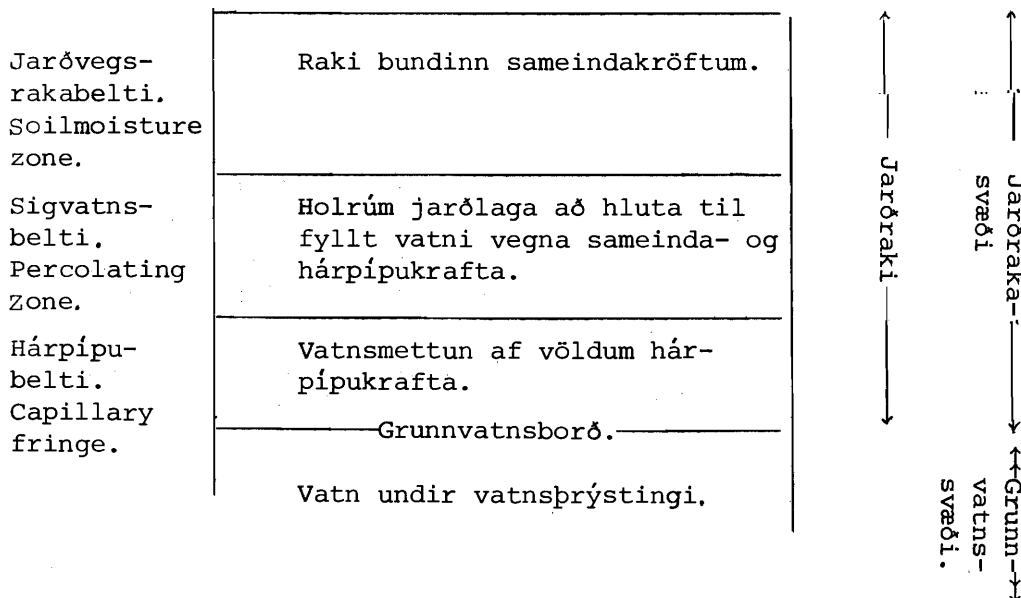 Jarðvegs-
rakabelti.
Soilmoisture
zone.
Raki bundinn sameindakröftum.
Sigvatns-
belti.
Percolating
zone.
Holrúm jarðlaga að hluta til
fyllt vatni vegna sameinda- og
hárpípukrafta.
Hárpípu-
belti.
Capillary
fringe.
Vatnsmettun af völdum hár-
pípukrafta.
Grunnvatnsborð.
Vatn undir vatnsþrýstingi.
Jarðraki
Jarðraka-
svæði
Grunn-
vatns-
svæði.